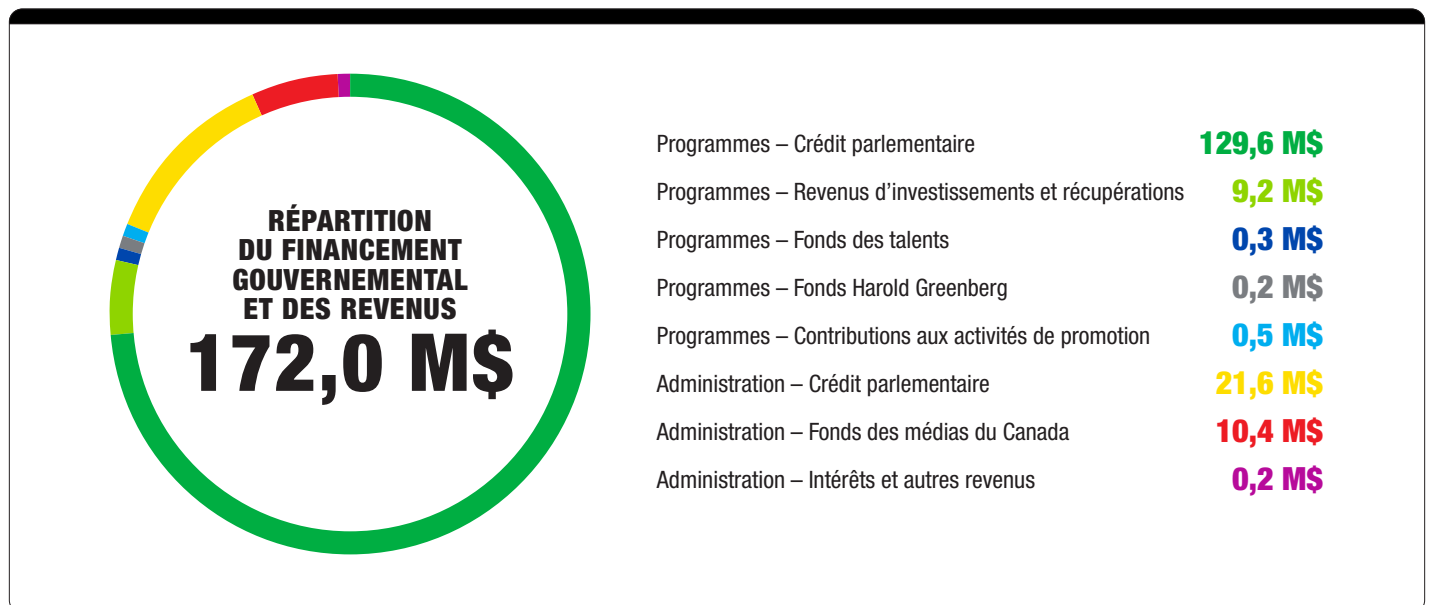 RÉPARTITION
DU FINANCEMENT
GOUVERNEMENTAL
ET DES REVENUS
172,0 M$
Programmes – Crédit parlementaire 129,6 M$
Programmes – Revenus d'investissements et récupérations 9,2 M$
Programmes – Fonds des talents 0,3 M$
Programmes – Fonds Harold Greenberg 0,2 M$
Programmes – Contributions aux activités de promotion 0,5 M$
Administration – Crédit parlementaire 21,6 M$
Administration – Fonds des médias du Canada 10,4 M$
Administration – Intérêts et autres revenus 0,2 M$